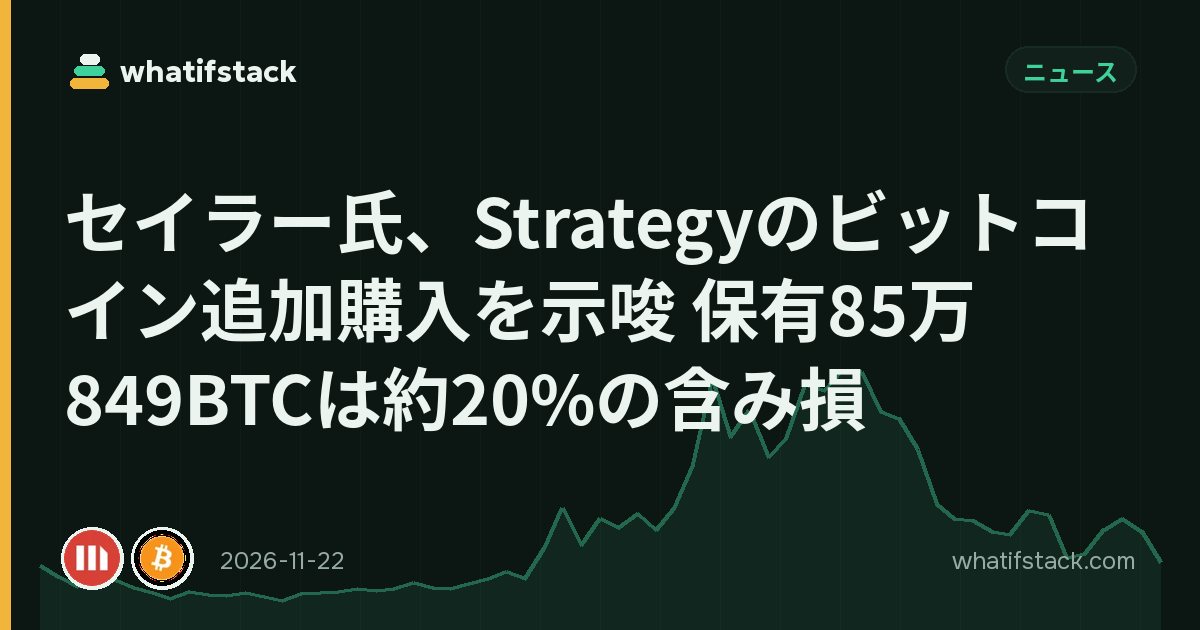 whatifstack
ニュース
セイラー氏、Strategyのビットコ
イン追加購入を示唆 保有85万
849BTCは約20%の含み損
2026-11-22
whatifstack.com